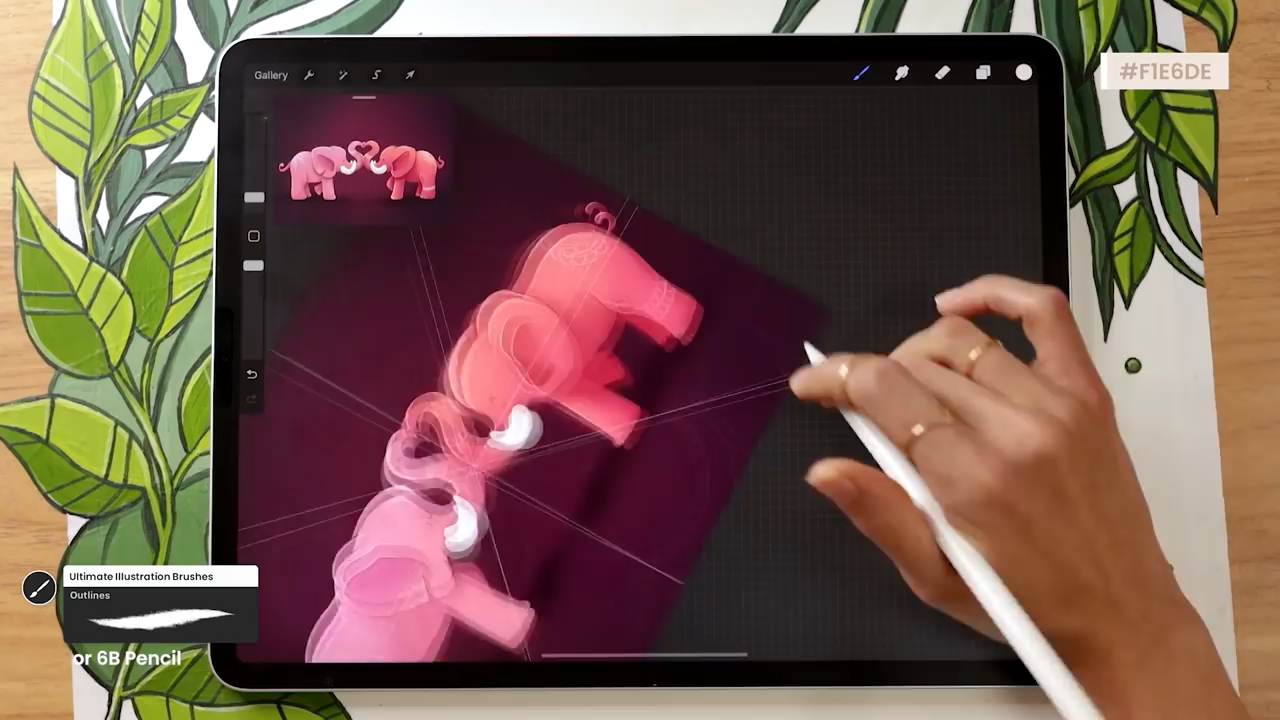 #F1E6DE
Gallery
Ultimate Illustration Brushes
Outlines
or 6B Pencil